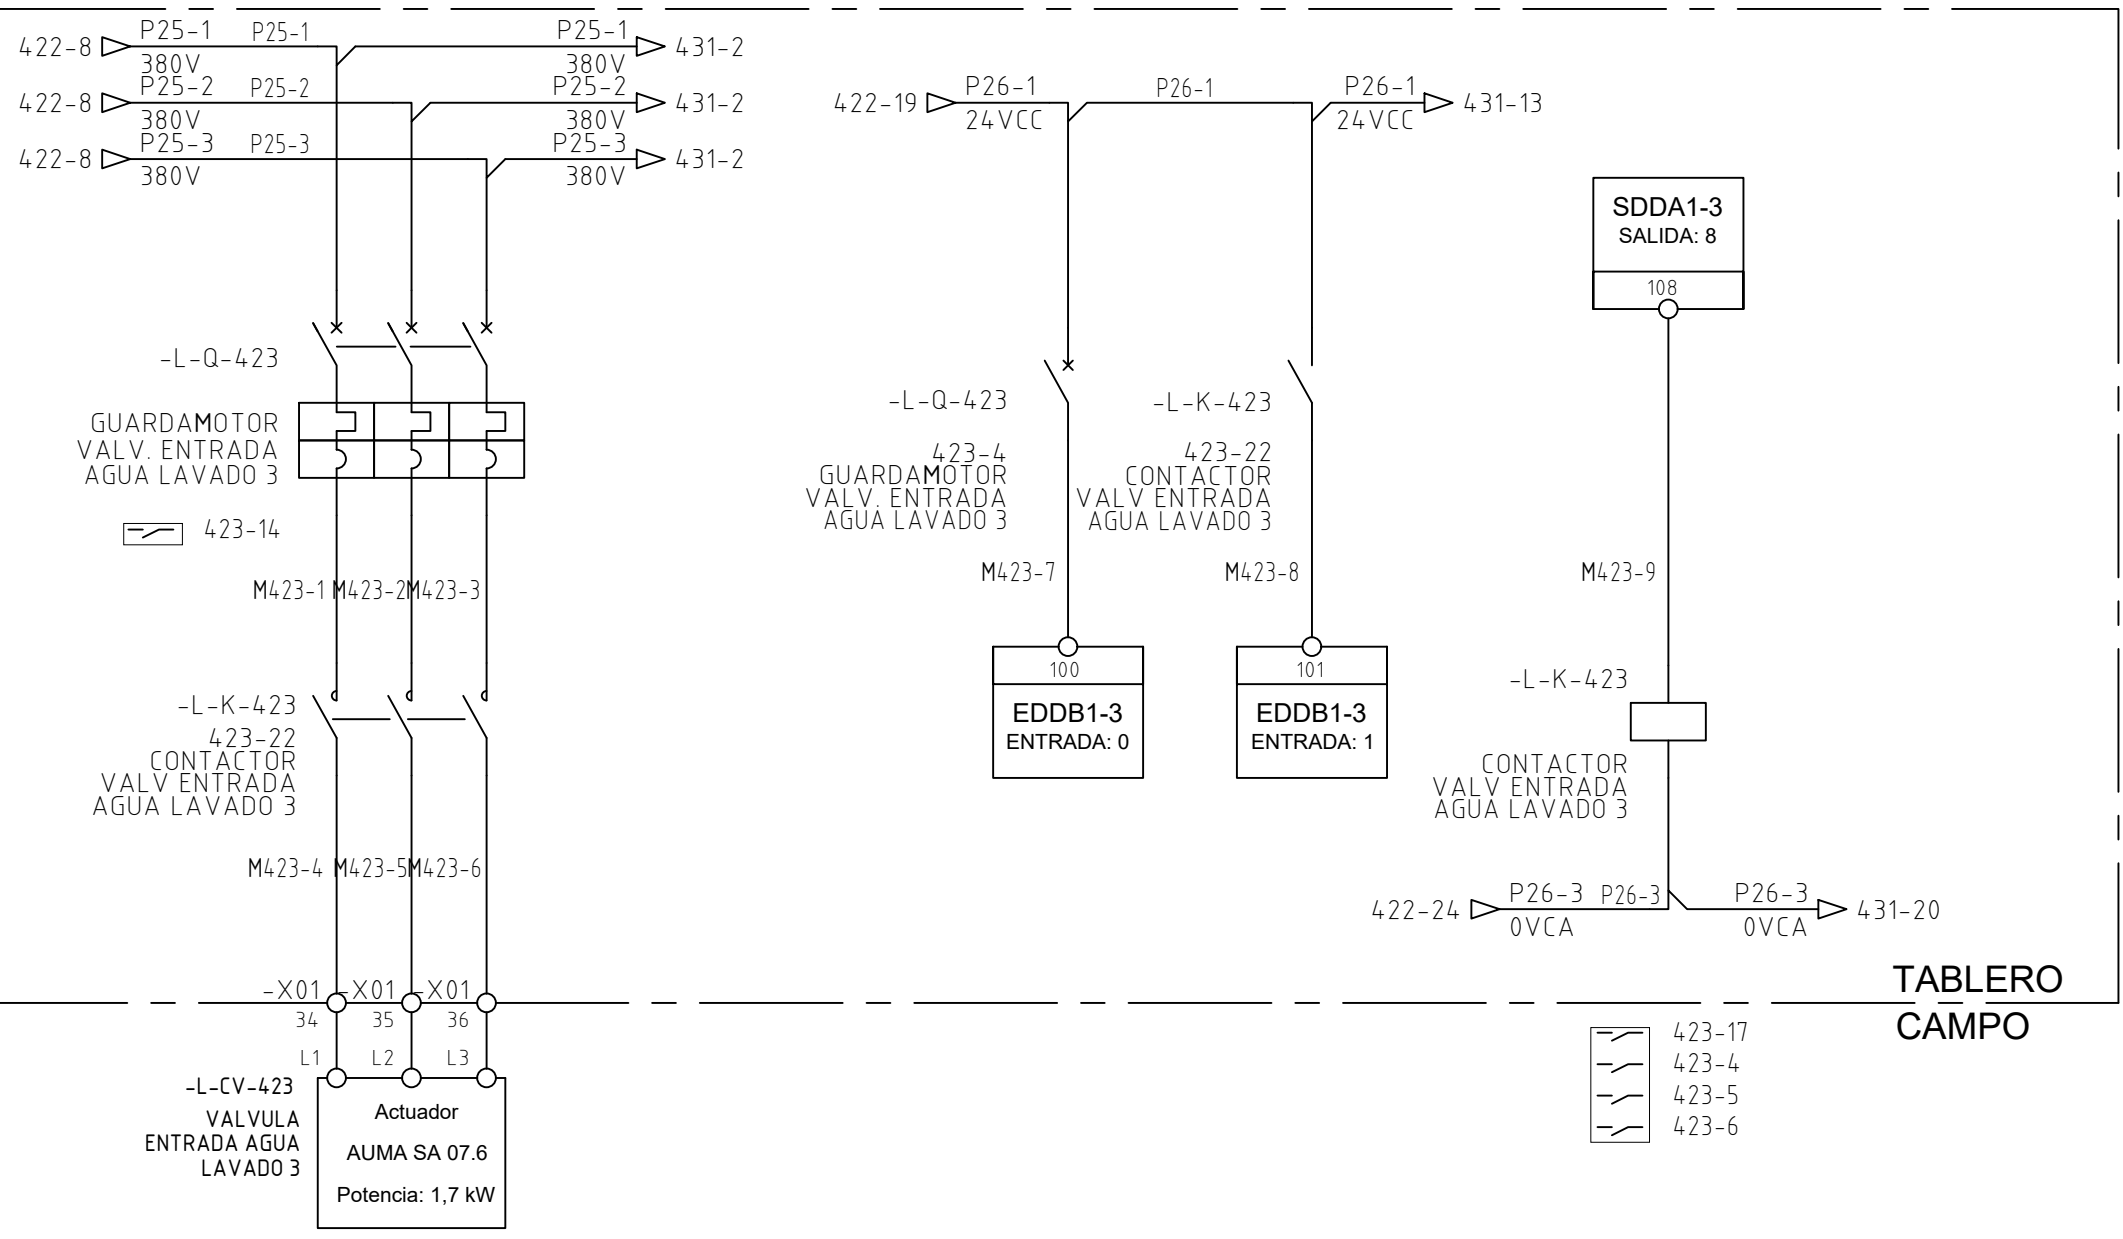 422-8
P25-1
P25-1
380V
P25-1
380V
431-2
422-8
P25-2
P25-2
380V
P25-2
380V
431-2
422-8
P25-3
P25-3
380V
P25-3
380V
431-2
-L-Q-423
GUARDAMOTOR
VALV. ENTRADA
AGUA LAVADO 3
423-14
M423-1
M423-2
M423-3
-L-K-423
423-22
CONTACTOR
VALV ENTRADA
AGUA LAVADO 3
M423-4
M423-5
M423-6
-X01
-X01
-X01
34
35
36
L1
L2
L3
-L-CV-423
VALVULA
ENTRADA AGUA
LAVADO 3
Actuador
AUMA SA 07.6
Potencia: 1,7 kW
422-19
P26-1
24VCC
P26-1
P26-1
24VCC
431-13
-L-Q-423
423-4
GUARDAMOTOR
VALV. ENTRADA
AGUA LAVADO 3
M423-7
100
EDDB1-3
ENTRADA: 0
-L-K-423
423-22
CONTACTOR
VALV ENTRADA
AGUA LAVADO 3
M423-8
101
EDDB1-3
ENTRADA: 1
SDDA1-3
SALIDA: 8
108
M423-9
-L-K-423
CONTACTOR
VALV ENTRADA
AGUA LAVADO 3
422-24
P26-3
0VCA
P26-3
P26-3
0VCA
431-20
TABLERO
CAMPO
423-17
423-4
423-5
423-6